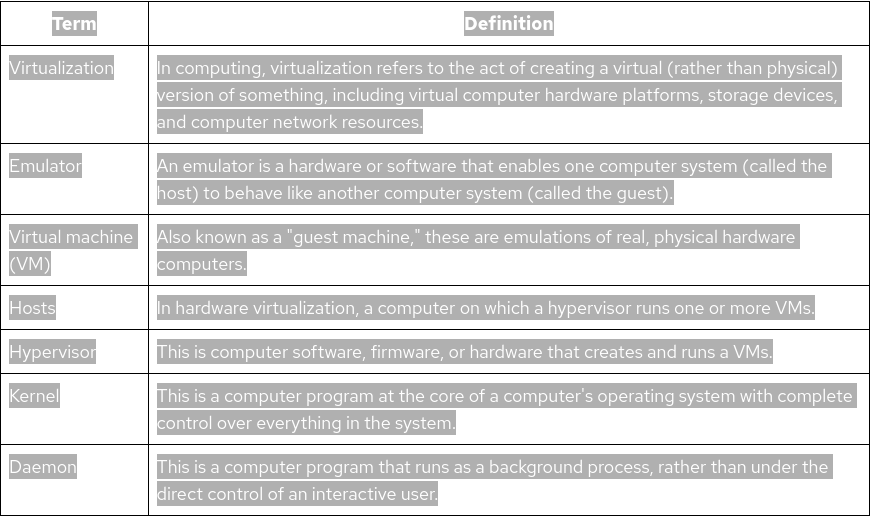 Term
Definition
Virtualization
In computing, virtualization refers to the act of creating a virtual (rather than physical)
version of something, including virtual computer hardware platforms, storage devices,
and computer network resources.
Emulator
An emulator is a hardware or software that enables one computer system (called the
host) to behave like another computer system (called the guest).
Virtual machine
(VM)
Also known as a "guest machine," these are emulations of real, physical hardware
computers.
Hosts
In hardware virtualization, a computer on which a hypervisor runs one or more VMs.
Hypervisor
This is computer software, firmware, or hardware that creates and runs a VMs.
Kernel
This is a computer program at the core of a computer's operating system with complete
control over everything in the system.
Daemon
This is a computer program that runs as a background process, rather than under the
direct control of an interactive user.